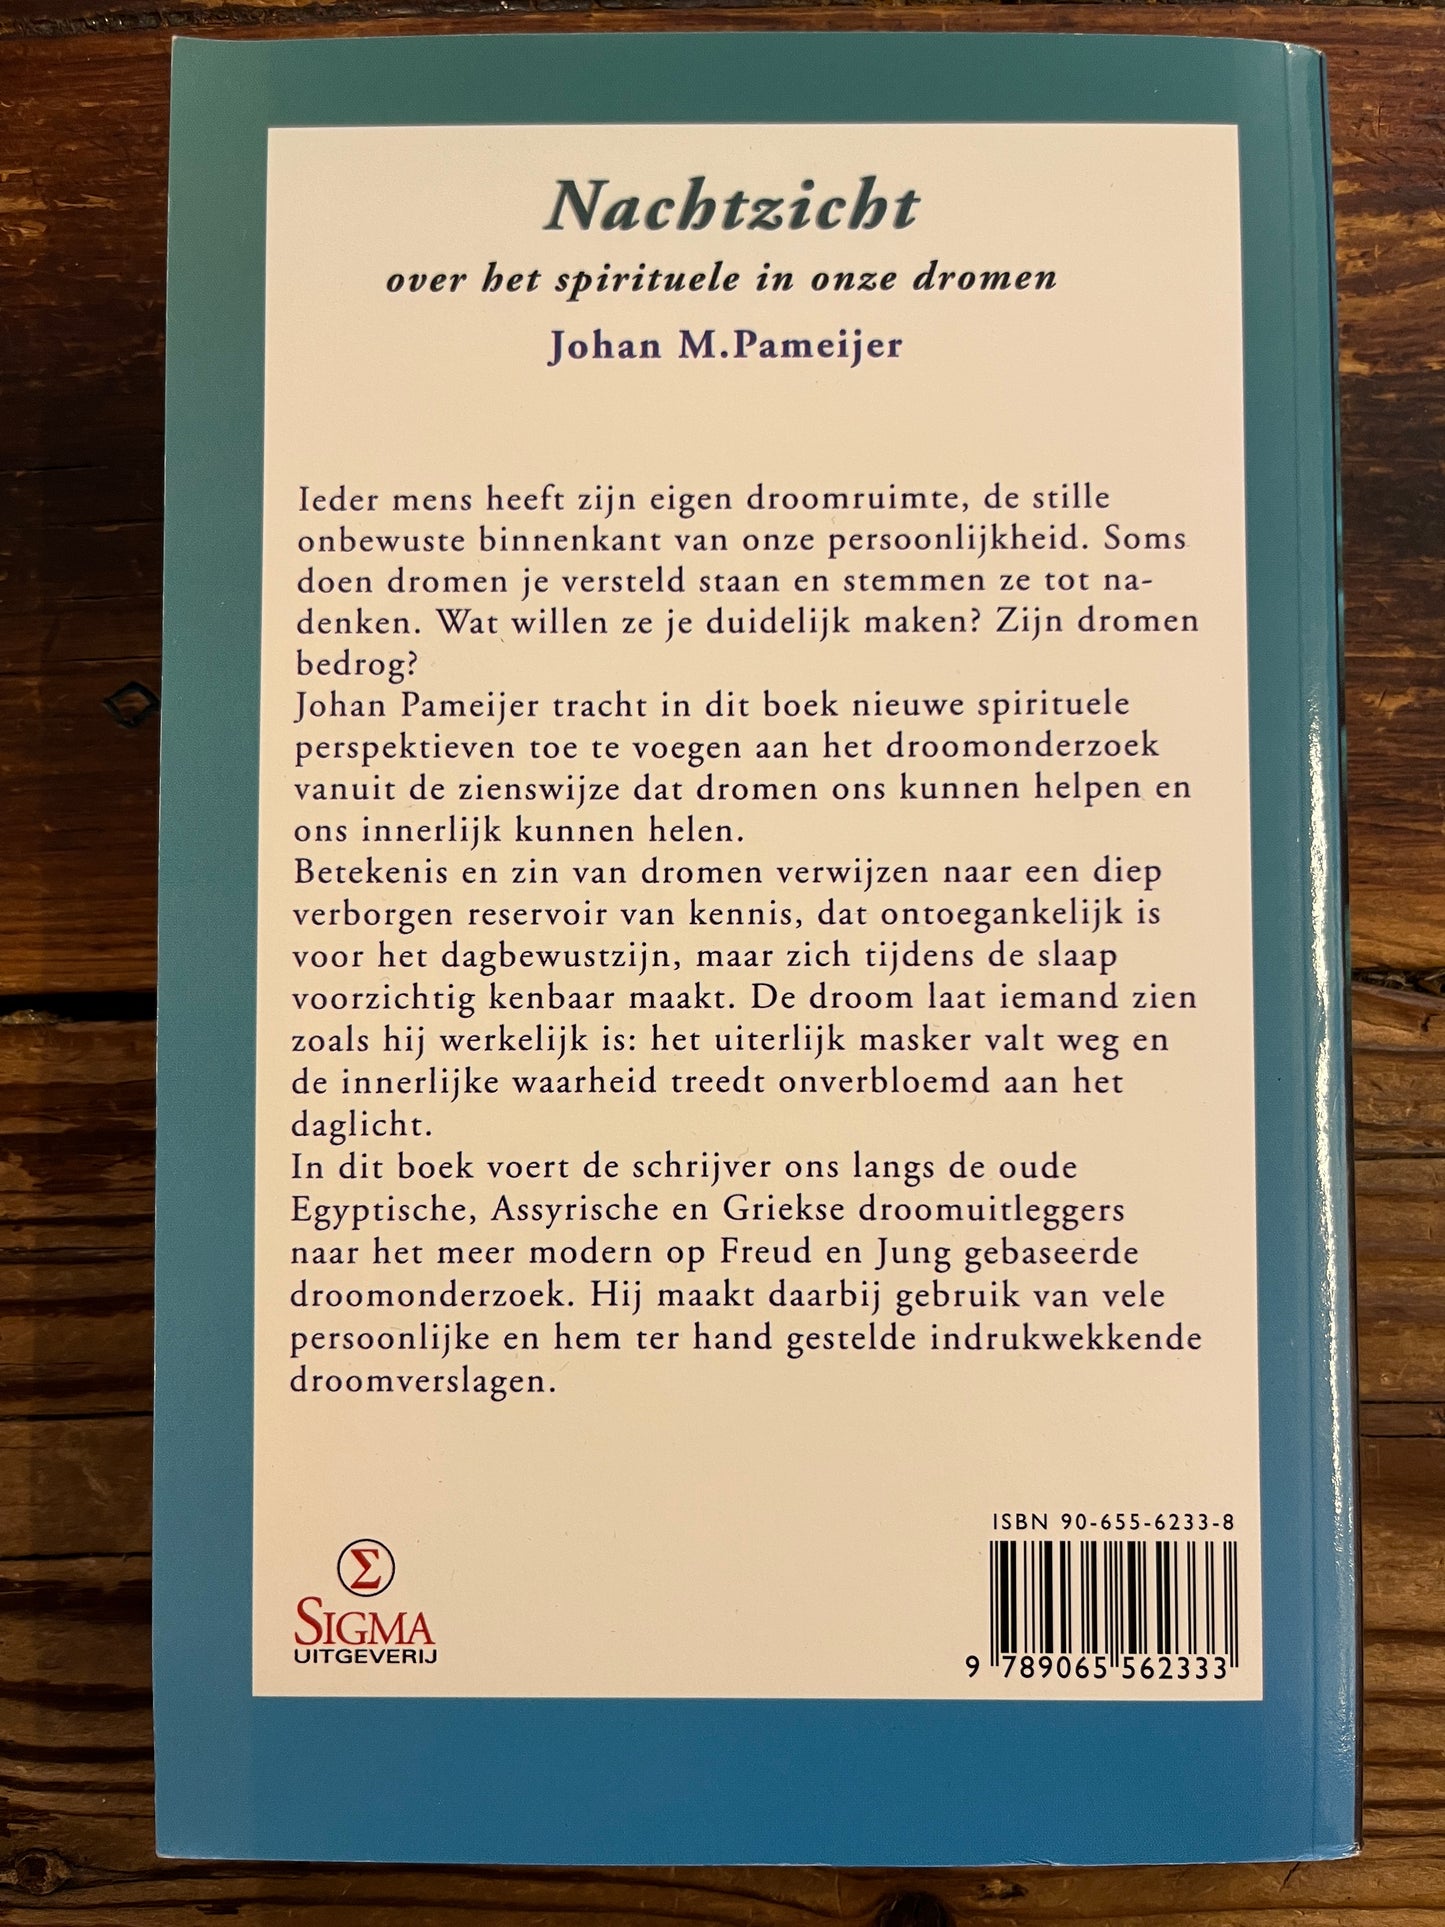 Nachtzicht
over het spirituele in onze dromen
Johan M.Pameijer
Ieder mens heeft zijn eigen droomruimte, de stille
onbewuste binnenkant van onze persoonlijkheid. Soms
doen dromen je versteld staan en stemmen ze tot na-
denken. Wat willen ze je duidelijk maken? Zijn dromen
bedrog?
Johan Pameijer tracht in dit boek nieuwe spirituele
perspektieven toe te voegen aan het droomonderzoek
vanuit de zienswijze dat dromen ons kunnen helpen en
ons innerlijk kunnen helen.
Betekenis en zin van dromen verwijzen naar een diep
verborgen reservoir van kennis, dat ontoegankelijk is
voor het dagbewustzijn, maar zich tijdens de slaap
voorzichtig kenbaar maakt. De droom laat iemand zien
zoals hij werkelijk is: het uiterlijk masker valt weg en
de innerlijke waarheid treedt onverbloemd aan het
daglicht.
In dit boek voert de schrijver ons langs de oude
Egyptische, Assyrische en Griekse droomuitleggers
naar het meer modern op Freud en Jung gebaseerde
droomonderzoek. Hij maakt daarbij gebruik van vele
persoonlijke en hem ter hand gestelde indrukwekkende
droomverslagen.
ISBN 90-655-6233-8
9 789065 562333
Σ
SIGMA
UITGEVERIJ